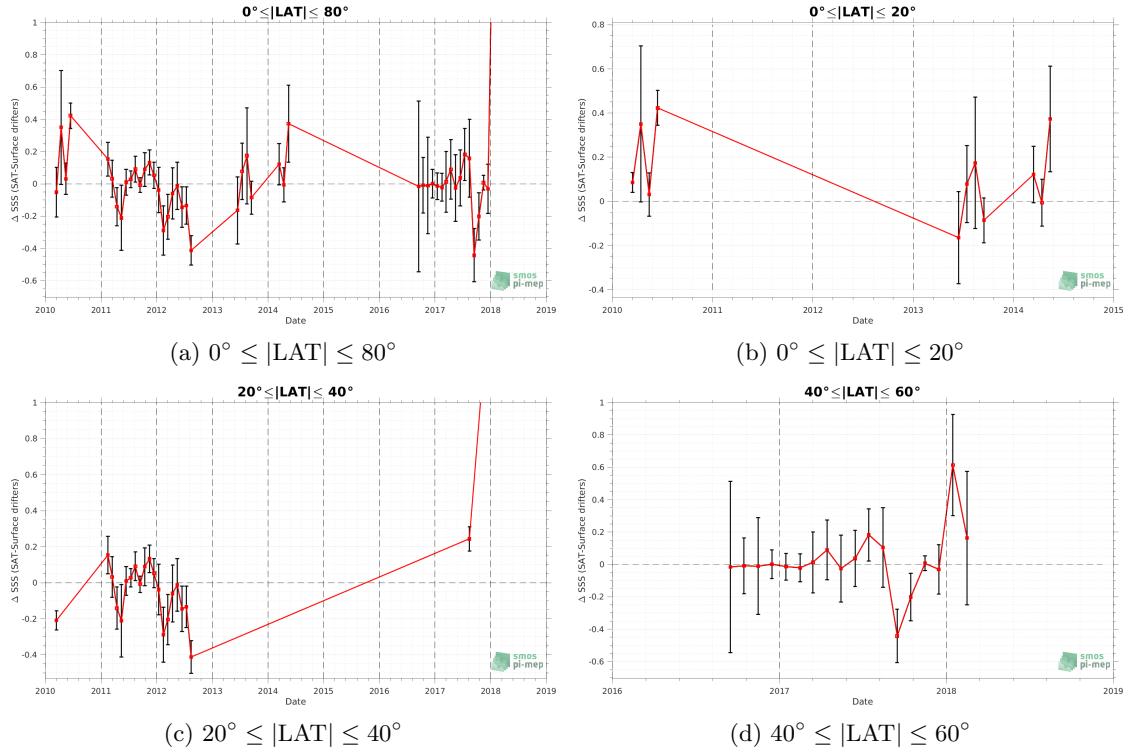 0°≤|LAT|≤ 80°
1
0.8
0.6
0.4
0.2
0
-0.2
-0.4
-0.6
Δ SSS (SAT-Surface drifters)
2010 2011 2012 2013 2014 2015 2016 2017 2018 2019
Date
smos
pi-mep
(a) 0° ≤ |LAT| ≤ 80°
0°≤|LAT|≤ 20°
0.8
0.6
0.4
0.2
0
-0.2
-0.4
Δ SSS (SAT-Surface drifters)
2010 2011 2012 2013 2014 2015
Date
smos
pi-mep
(b) 0° ≤ |LAT| ≤ 20°
20°≤|LAT|≤ 40°
1
0.8
0.6
0.4
0.2
0
-0.2
-0.4
Δ SSS (SAT-Surface drifters)
2010 2011 2012 2013 2014 2015 2016 2017 2018 2019
Date
smos
pi-mep
(c) 20° ≤ |LAT| ≤ 40°
40°≤|LAT|≤ 60°
1
0.8
0.6
0.4
0.2
0
-0.2
-0.4
-0.6
Δ SSS (SAT-Surface drifters)
2016 2017 2018 2019
Date
smos
pi-mep
(d) 40° ≤ |LAT| ≤ 60°